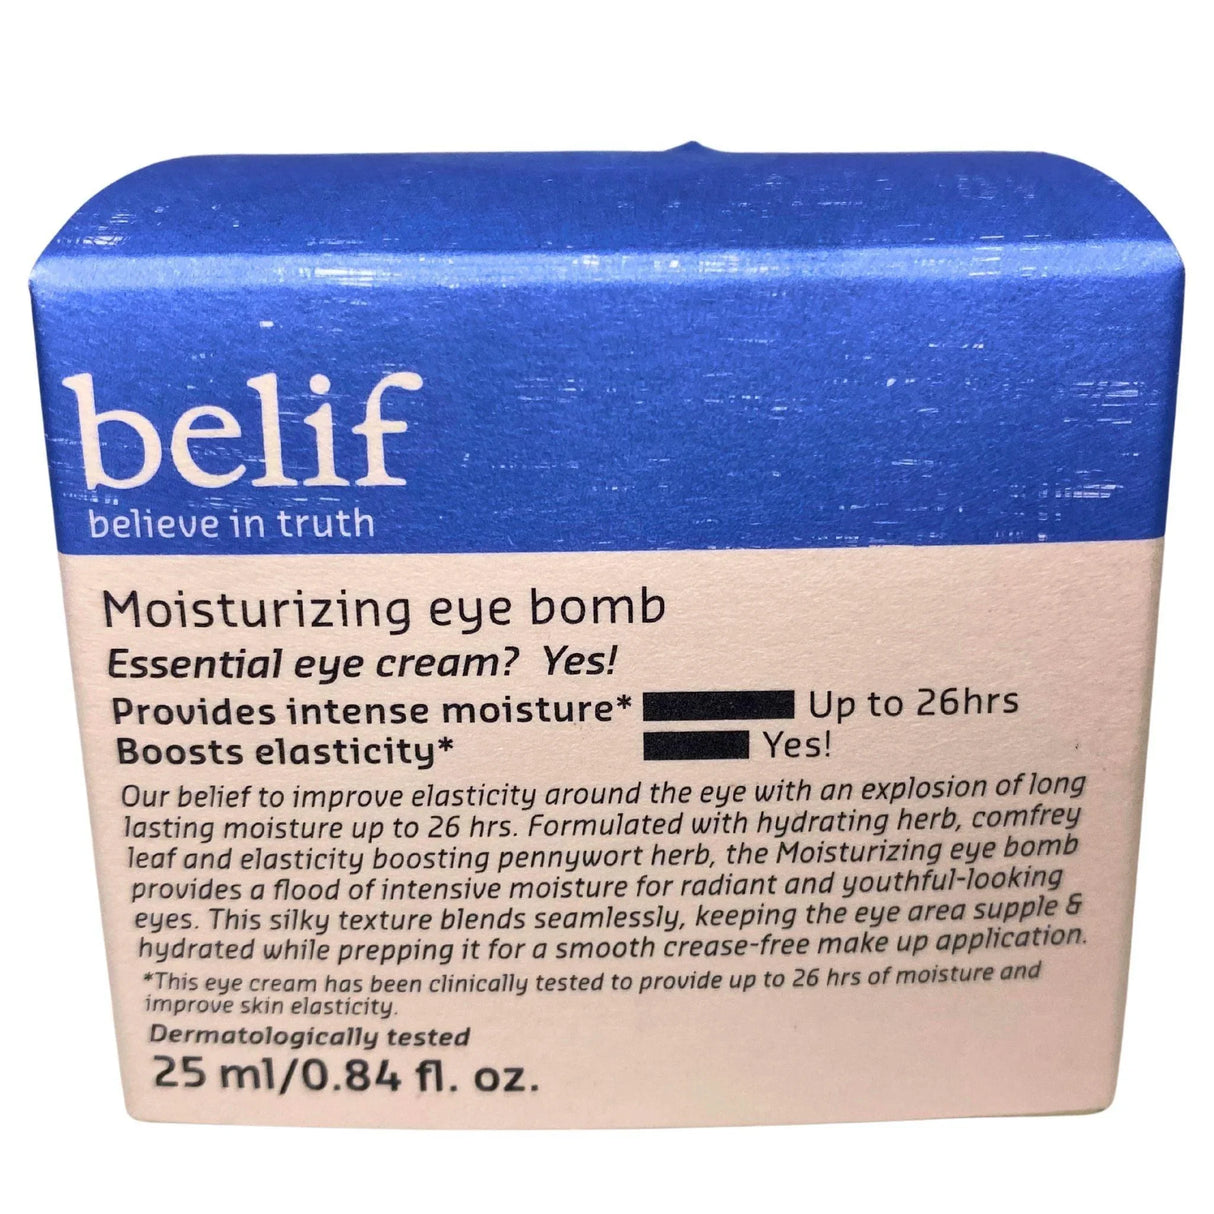 belif
believe in truth
Moisturizing eye bomb
Essential eye cream? Yes!
Provides intense moisture* Up to 26hrs
Boosts elasticity* Yes!
Our belief to improve elasticity around the eye with an explosion of long
lasting moisture up to 26 hrs. Formulated with hydrating herb, comfrey
leaf and elasticity boosting pennywort herb, the Moisturizing eye bomb
provides a flood of intensive moisture for radiant and youthful-looking
eyes. This silky texture blends seamlessly, keeping the eye area supple &
hydrated while prepping it for a smooth crease-free make up application.
*This eye cream has been clinically tested to provide up to 26 hrs of moisture and
improve skin elasticity.
Dermatologically tested
25 ml/0.84 fl. oz.